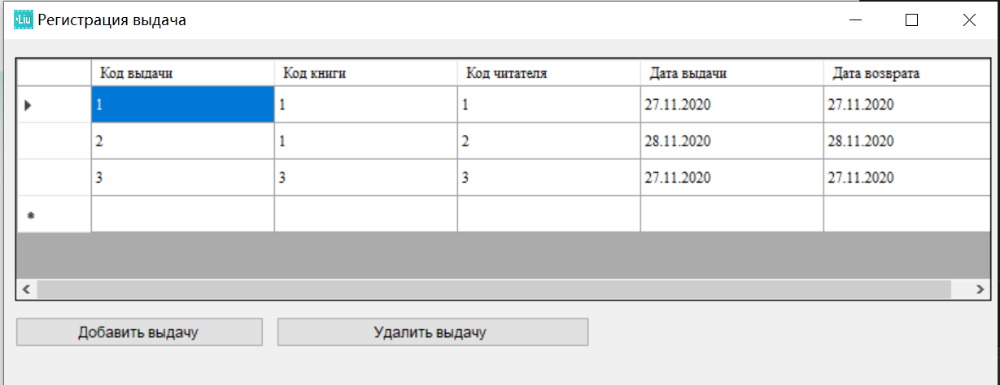 ·Liu Регистрация выдача
Код выдачи Код книги Код читателя Дата выдачи Дата возврата
1 1 1 27.11.2020 27.11.2020
2 1 2 28.11.2020 28.11.2020
3 3 3 27.11.2020 27.11.2020
Добавить выдачу Удалить выдачу